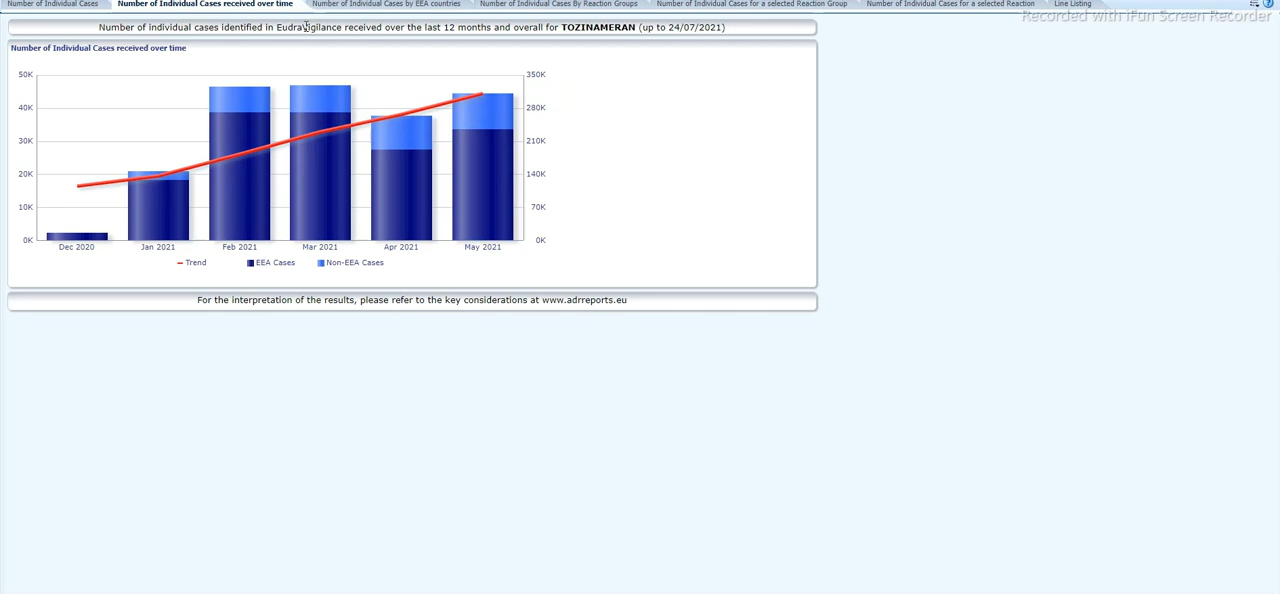 Number of Individual Cases
Number of Individual Cases received over time
Number of Individual Cases By EEA countries
Number of Individual Cases By Reaction Groups
Number of Individual Cases for a selected Reaction Group
Number of Individual Cases for a selected Reaction
Line Listing
Recorded with iFun Screen Recorder
Number of individual cases identified in EudraVigilance received over the last 12 months and overall for TOZINAMERAN (up to 24/07/2021)
Number of Individual Cases received over time
50K 350K
40K 280K
30K 210K
20K 140K
10K 70K
0K 0K
Dec 2020 Jan 2021 Feb 2021 Mar 2021 Apr 2021 May 2021
Trend EEA Cases Non-EEA Cases
For the interpretation of the results, please refer to the key considerations at www.adrreports.eu